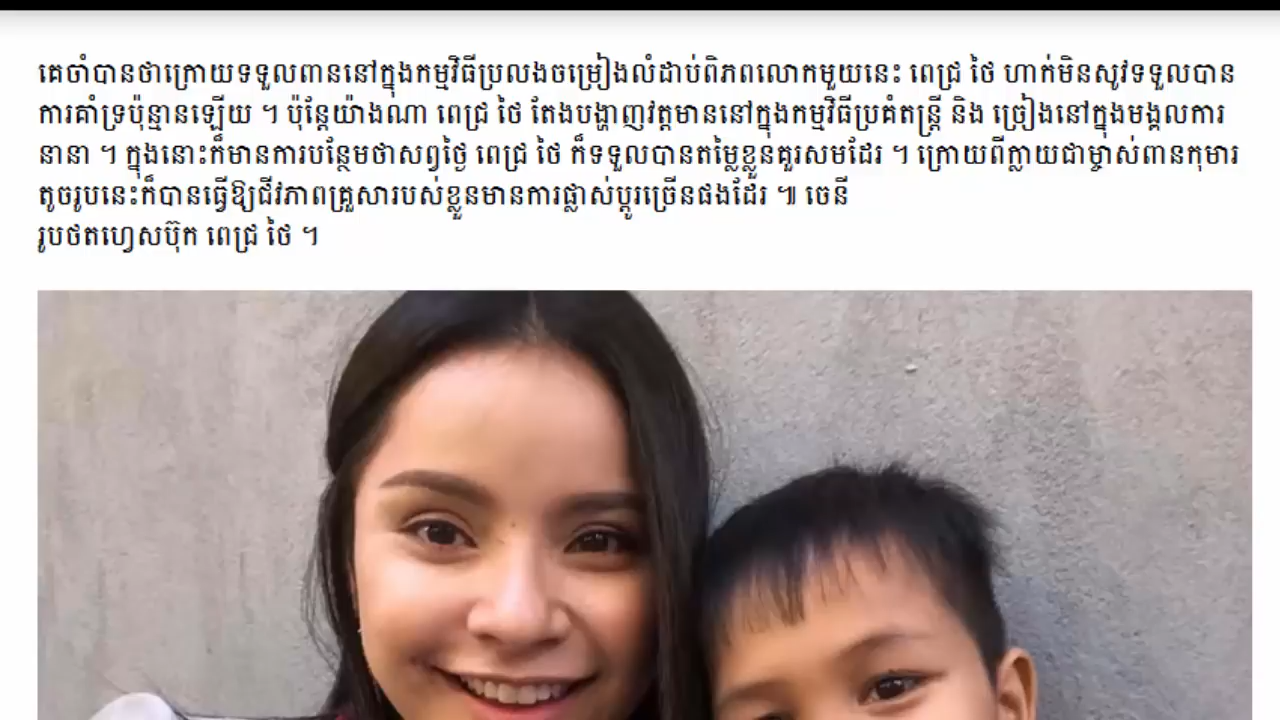 គេចាំបានថាក្រោយទទួលពាននៅក្នុងកម្មវិធីប្រលងចម្រៀងលំដាប់ពិភពលោកមួយនេះ ពេជ្រ ថៃ ហាក់មិនសូវទទួលបាន
ការគាំទ្រប៉ុន្មានឡើយ ។ ប៉ុន្តែយ៉ាងណា ពេជ្រ ថៃ តែងបង្ហាញវត្តមាននៅក្នុងកម្មវិធីប្រគំតន្ត្រី និង ច្រៀងនៅក្នុងមង្គលការ
នានា ។ ក្នុងនោះក៏មានការបន្ថែមថាសព្វថ្ងៃ ពេជ្រ ថៃ ក៏ទទួលបានតម្លៃខ្លួនគួរសមដែរ ។ ក្រោយពីក្លាយជាម្ចាស់ពានកុមារ
តូចរូបនេះក៏បានធ្វើឱ្យជីវភាពគ្រួសារបស់ខ្លួនមានការផ្លាស់ប្ដូរច្រើនផងដែរ ៕ ចេនី
រូបថតហ្វេសប៊ុក ពេជ្រ ថៃ ។